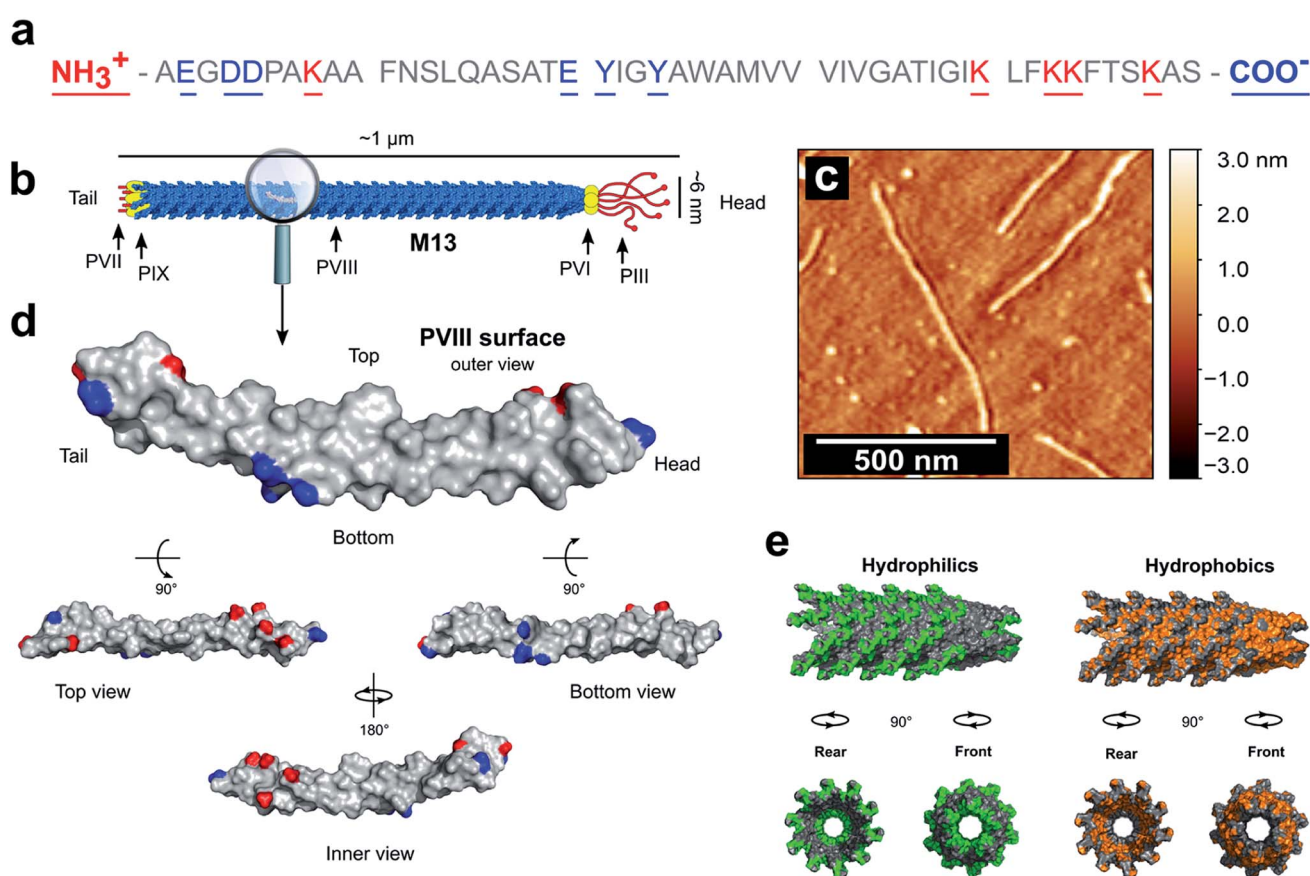 a
NH3+ - AEGDDPAKAA FNSLQASATE YIGYAWAMVV VIVGATIGIK LFKKFTSKAS - COO-
b
~1 µm
Tail
~6 nm
Head
PVII
PIX
PVIII
M13
PVI
PIII
c
500 nm
3.0 nm
2.0
1.0
0.0
−1.0
−2.0
−3.0
d
Top
PVIII surface
outer view
Tail
Head
Bottom
90°
90°
Top view
Bottom view
180°
Inner view
e
Hydrophilics
Hydrophobics
90°
90°
Rear
Front
Rear
Front